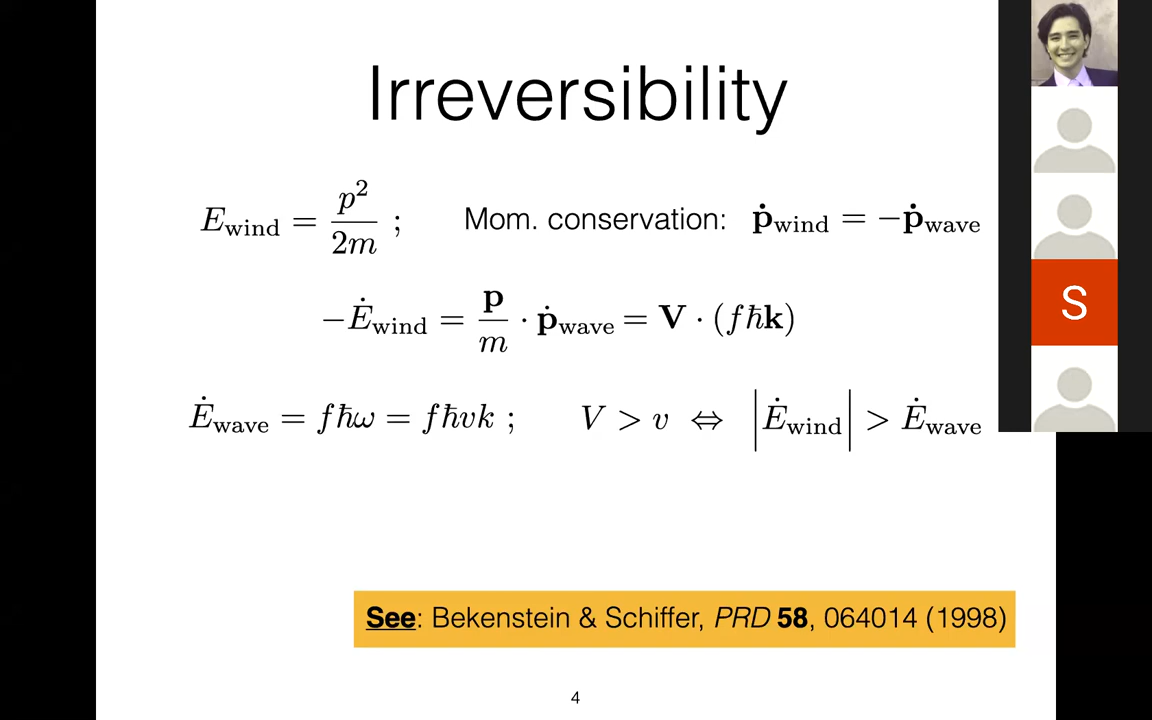 Irreversibility
E_wind = p²/2m ; Mom. conservation: ṗ_wind = −ṗ_wave
−Ė_wind = p/m · ṗ_wave = V · (fħk)
Ė_wave = fħω = fħvk ; V > v ⇔ |Ė_wind| > Ė_wave
S
See: Bekenstein & Schiffer, PRD 58, 064014 (1998)
4